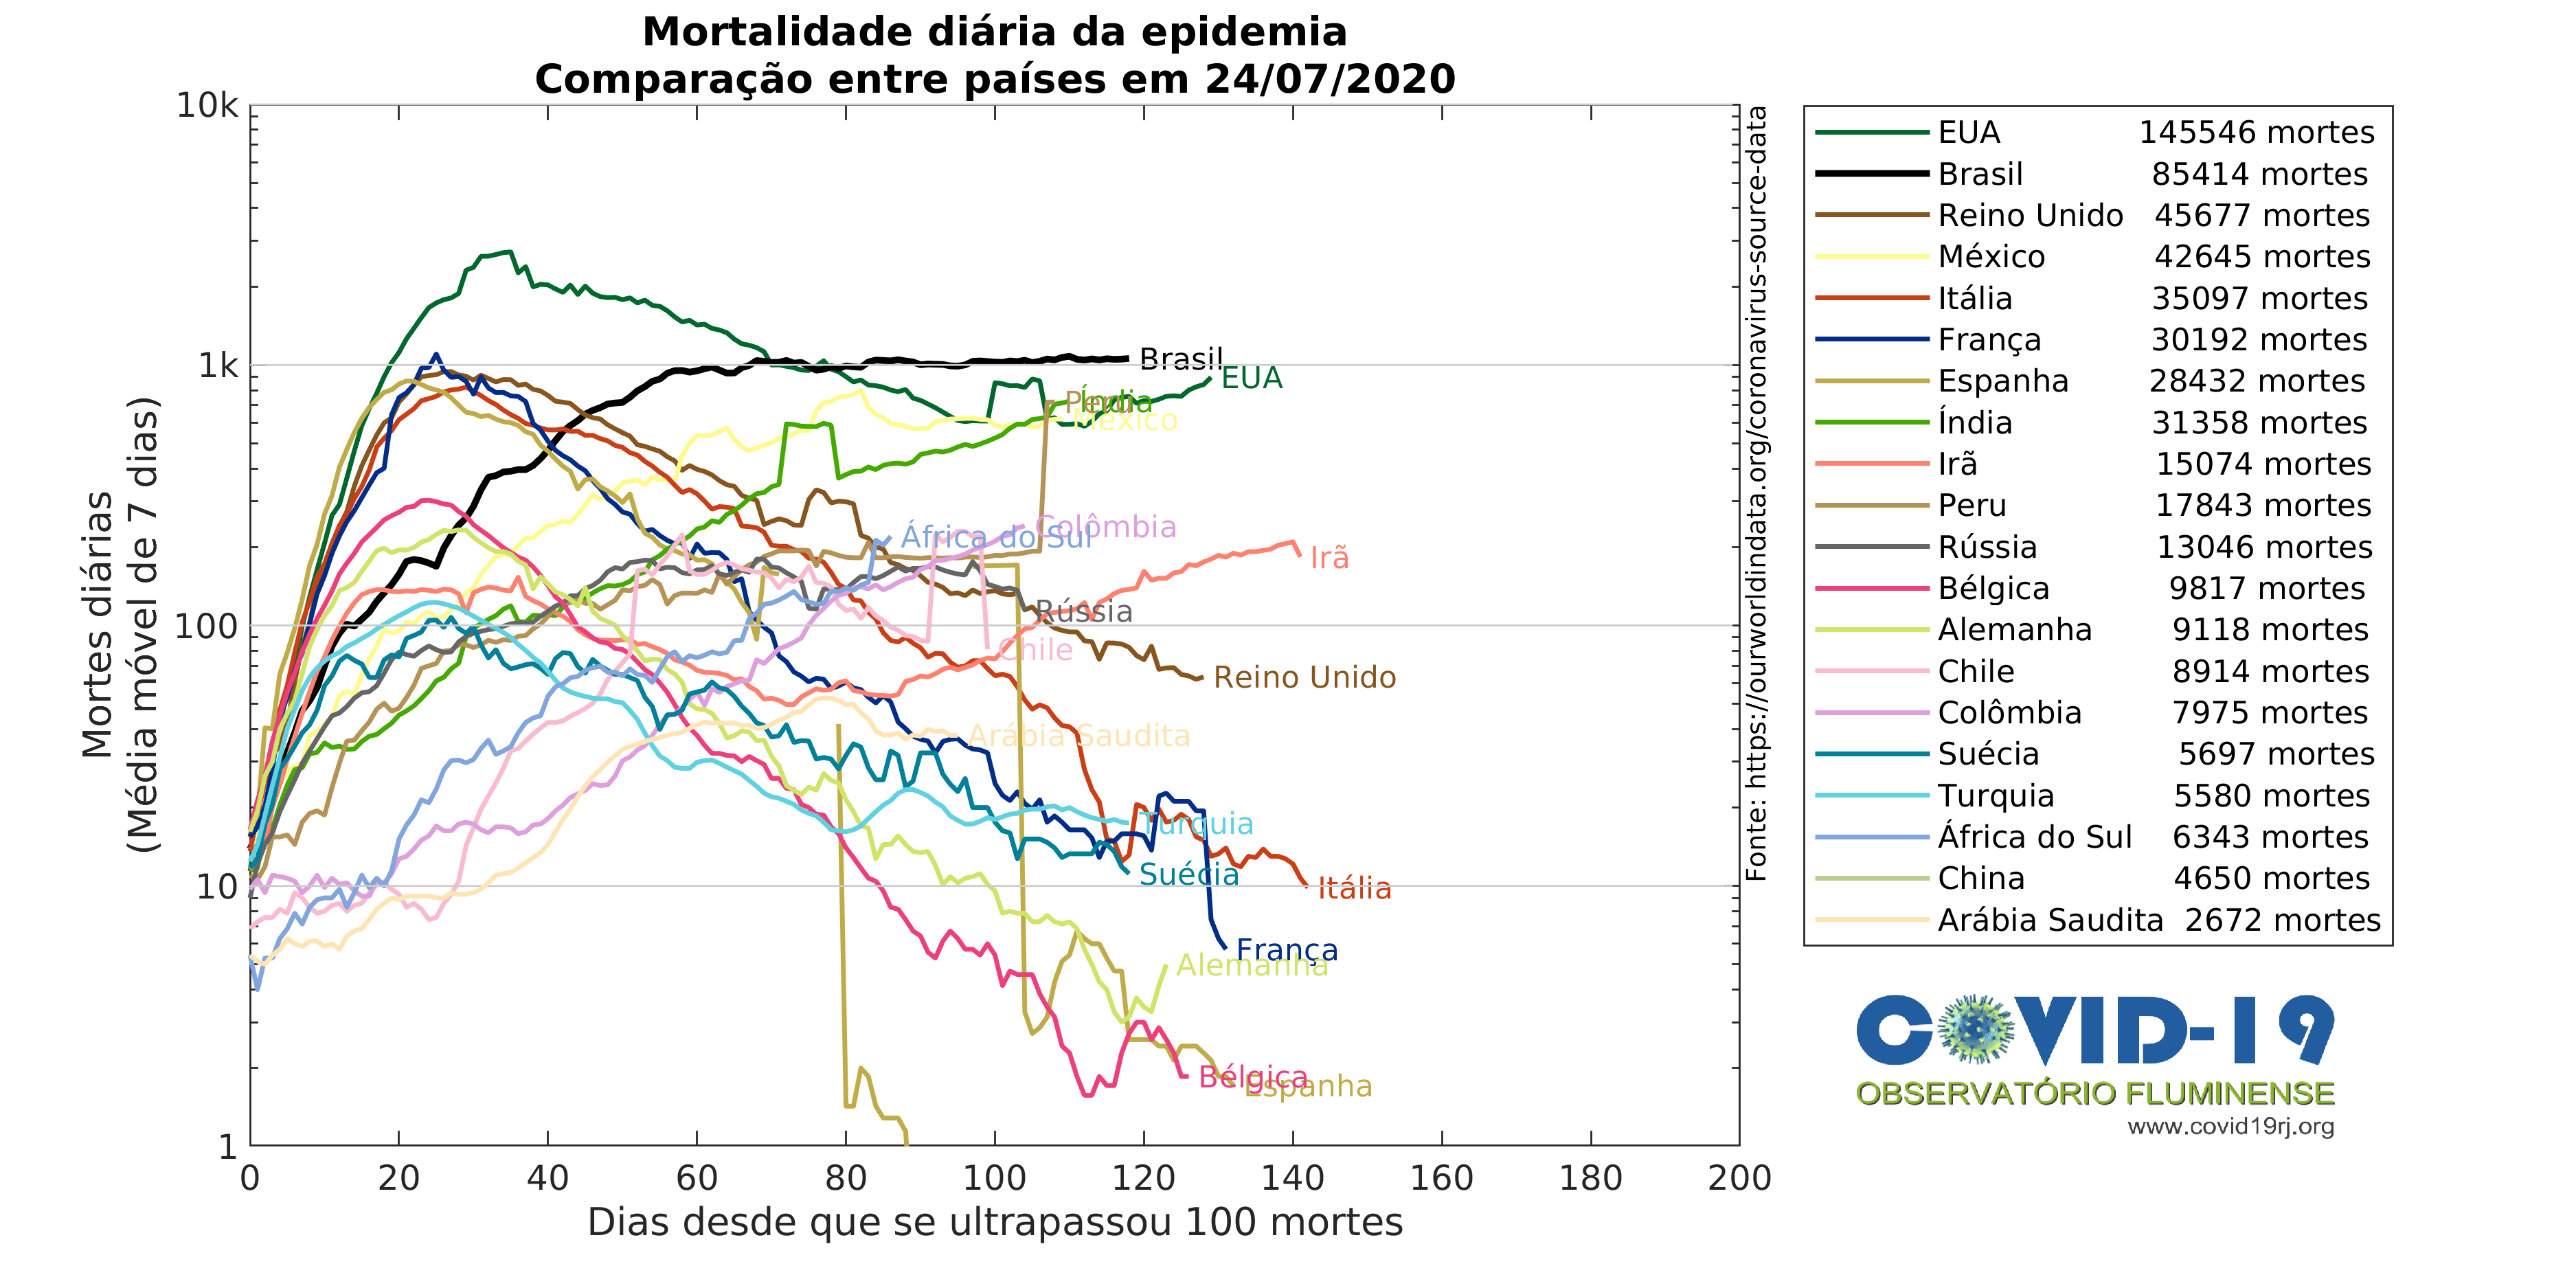 Mortalidade diária da epidemia
Comparação entre países em 24/07/2020
Mortes diárias
(Média móvel de 7 dias)
10k
1k
100
10
1
0 20 40 60 80 100 120 140 160 180 200
Dias desde que se ultrapassou 100 mortes
Brasil
EUA
Índia
Peru
México
Colômbia
África do Sul
Irã
Rússia
Chile
Reino Unido
Arábia Saudita
Turquia
Suécia
Itália
França
Alemanha
Bélgica
Espanha
Fonte: https://ourworldindata.org/coronavirus-source-data
EUA 145546 mortes
Brasil 85414 mortes
Reino Unido 45677 mortes
México 42645 mortes
Itália 35097 mortes
França 30192 mortes
Espanha 28432 mortes
Índia 31358 mortes
Irã 15074 mortes
Peru 17843 mortes
Rússia 13046 mortes
Bélgica 9817 mortes
Alemanha 9118 mortes
Chile 8914 mortes
Colômbia 7975 mortes
Suécia 5697 mortes
Turquia 5580 mortes
África do Sul 6343 mortes
China 4650 mortes
Arábia Saudita 2672 mortes
COVID-19
OBSERVATÓRIO FLUMINENSE
www.covid19rj.org